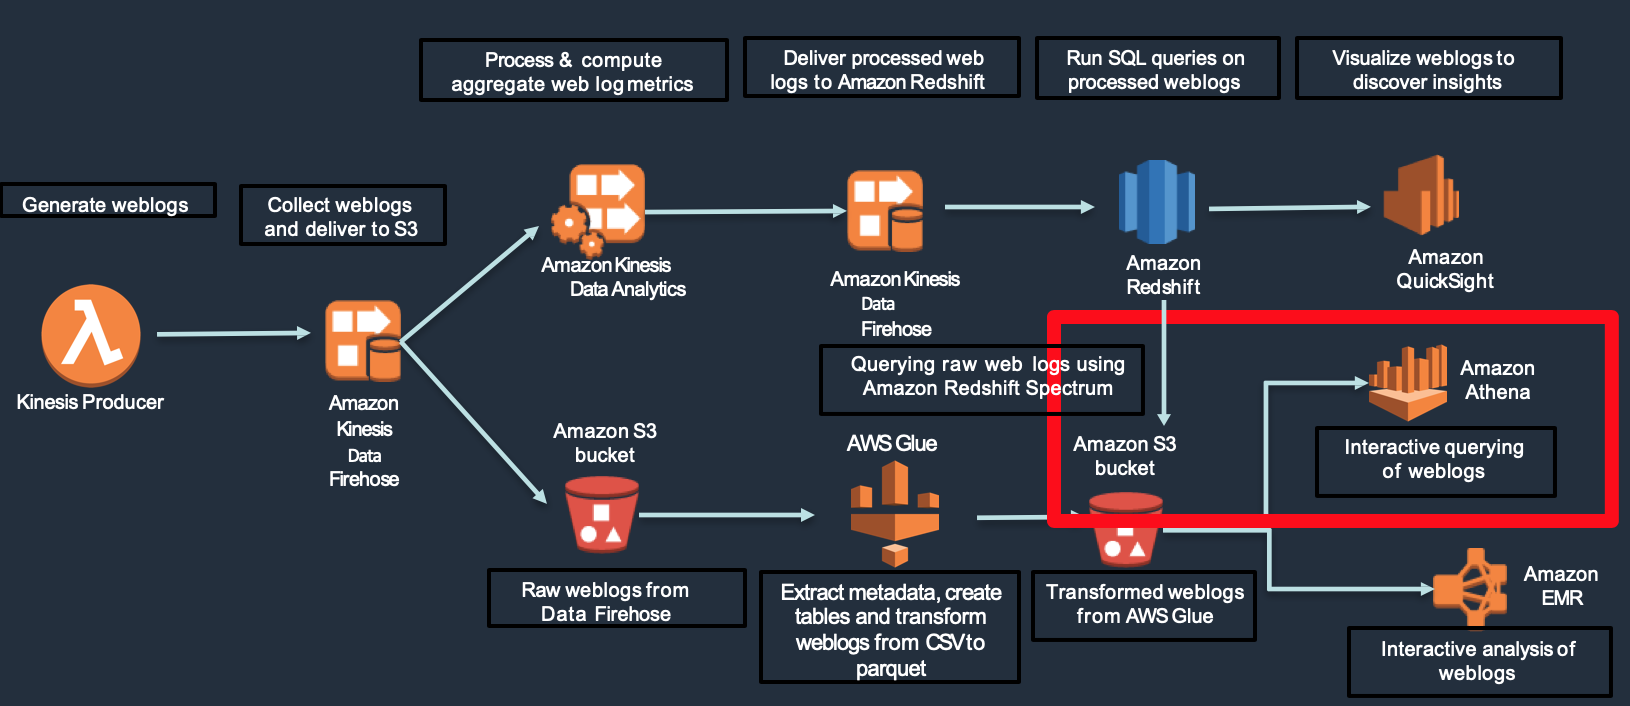 Process & compute
aggregate web log metrics
Deliver processed web
logs to Amazon Redshift
Run SQL queries on
processed weblogs
Visualize weblogs to
discover insights
Generate weblogs
Collect weblogs
and deliver to S3
Amazon Kinesis
Data Analytics
Amazon Kinesis
Data
Firehose
Amazon
Redshift
Amazon
QuickSight
Kinesis Producer
Amazon
Kinesis
Data
Firehose
Querying raw web logs using
Amazon Redshift Spectrum
Amazon
Athena
Interactive querying
of weblogs
Amazon S3
bucket
AWS Glue
Amazon S3
bucket
Raw weblogs from
Data Firehose
Extract metadata, create
tables and transform
weblogs from CSV to
parquet
Transformed weblogs
from AWS Glue
Amazon
EMR
Interactive analysis of
weblogs